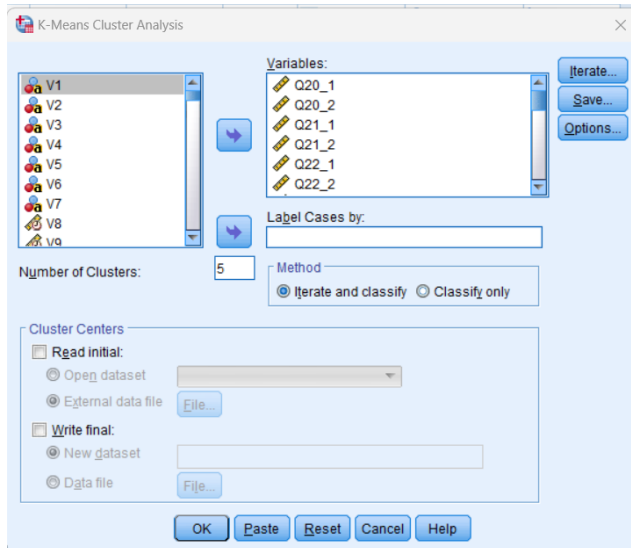 K-Means Cluster Analysis
V1
V2
V3
V4
V5
V6
V7
V8
V9
Variables:
Q20_1
Q20_2
Q21_1
Q21_2
Q22_1
Q22_2
Iterate...
Save...
Options...
Label Cases by:
Number of Clusters: 5
Method
Iterate and classify Classify only
Cluster Centers
Read initial:
Open dataset
External data file File...
Write final:
New dataset
Data file File...
OK Paste Reset Cancel Help